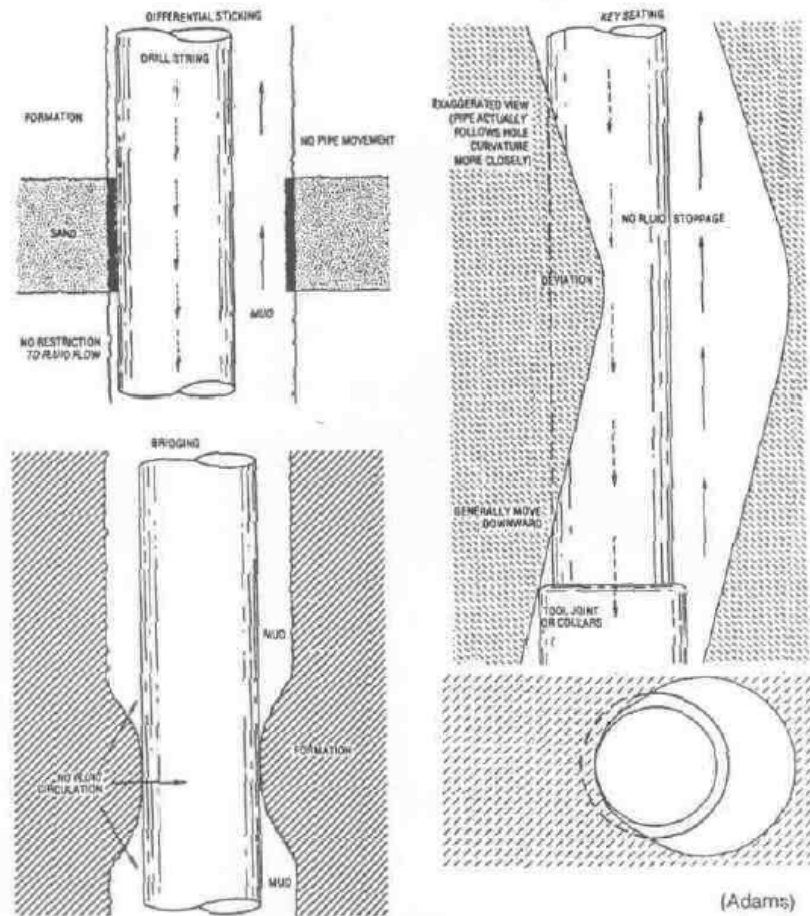 DIFFERENTIAL STICKING
DRILL STRING
FORMATION
NO PIPE MOVEMENT
SAND
MUD
NO RESTRICTION
TO FLUID FLOW
BRIDGING
MUD
FORMATION
NO FLUID
CIRCULATION
MUD
KEY SEATING
EXAGGERATED VIEW
(PIPE ACTUALLY
FOLLOWS HOLE
CURVATURE
MORE CLOSELY)
NO FLUID STOPPAGE
DEVIATION
GENERALLY MOVE
DOWNWARD
TOOL JOINT
OR COLLARS
(Adams)